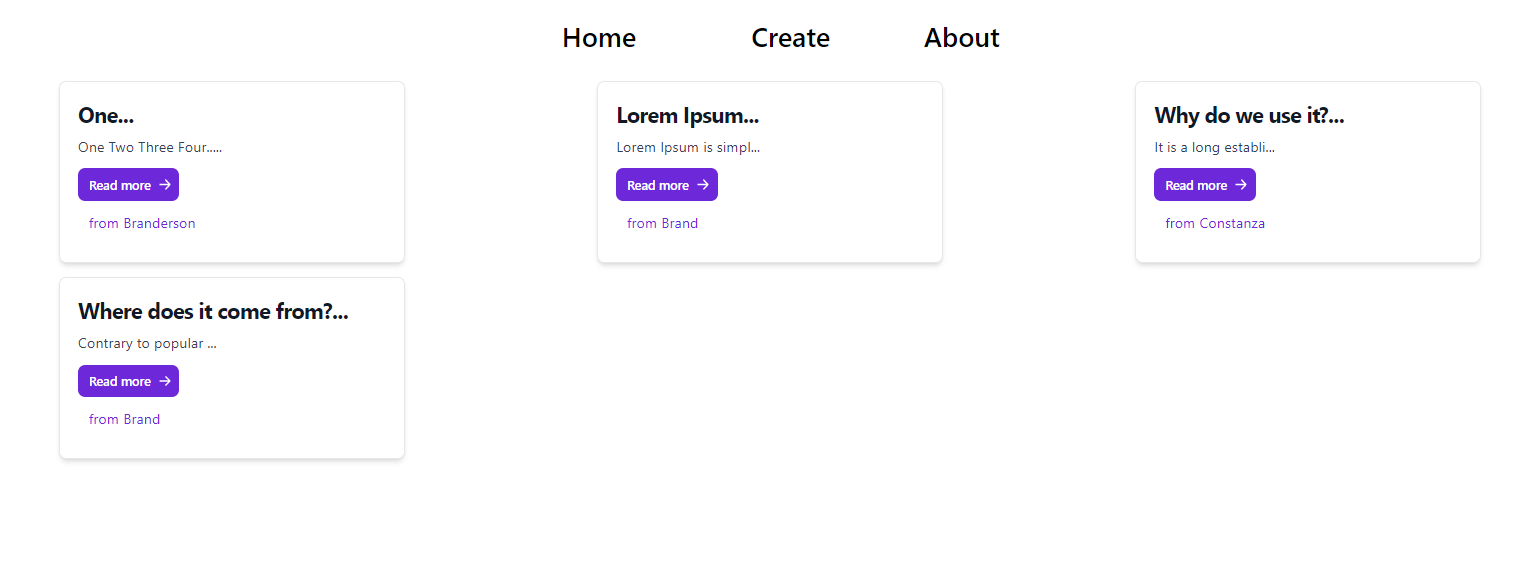 Home Create About
One...
One Two Three Four.....
Read more
from Branderson
Lorem Ipsum...
Lorem Ipsum is simpl...
Read more
from Brand
Why do we use it?...
It is a long establi...
Read more
from Constanza
Where does it come from?...
Contrary to popular ...
Read more
from Brand